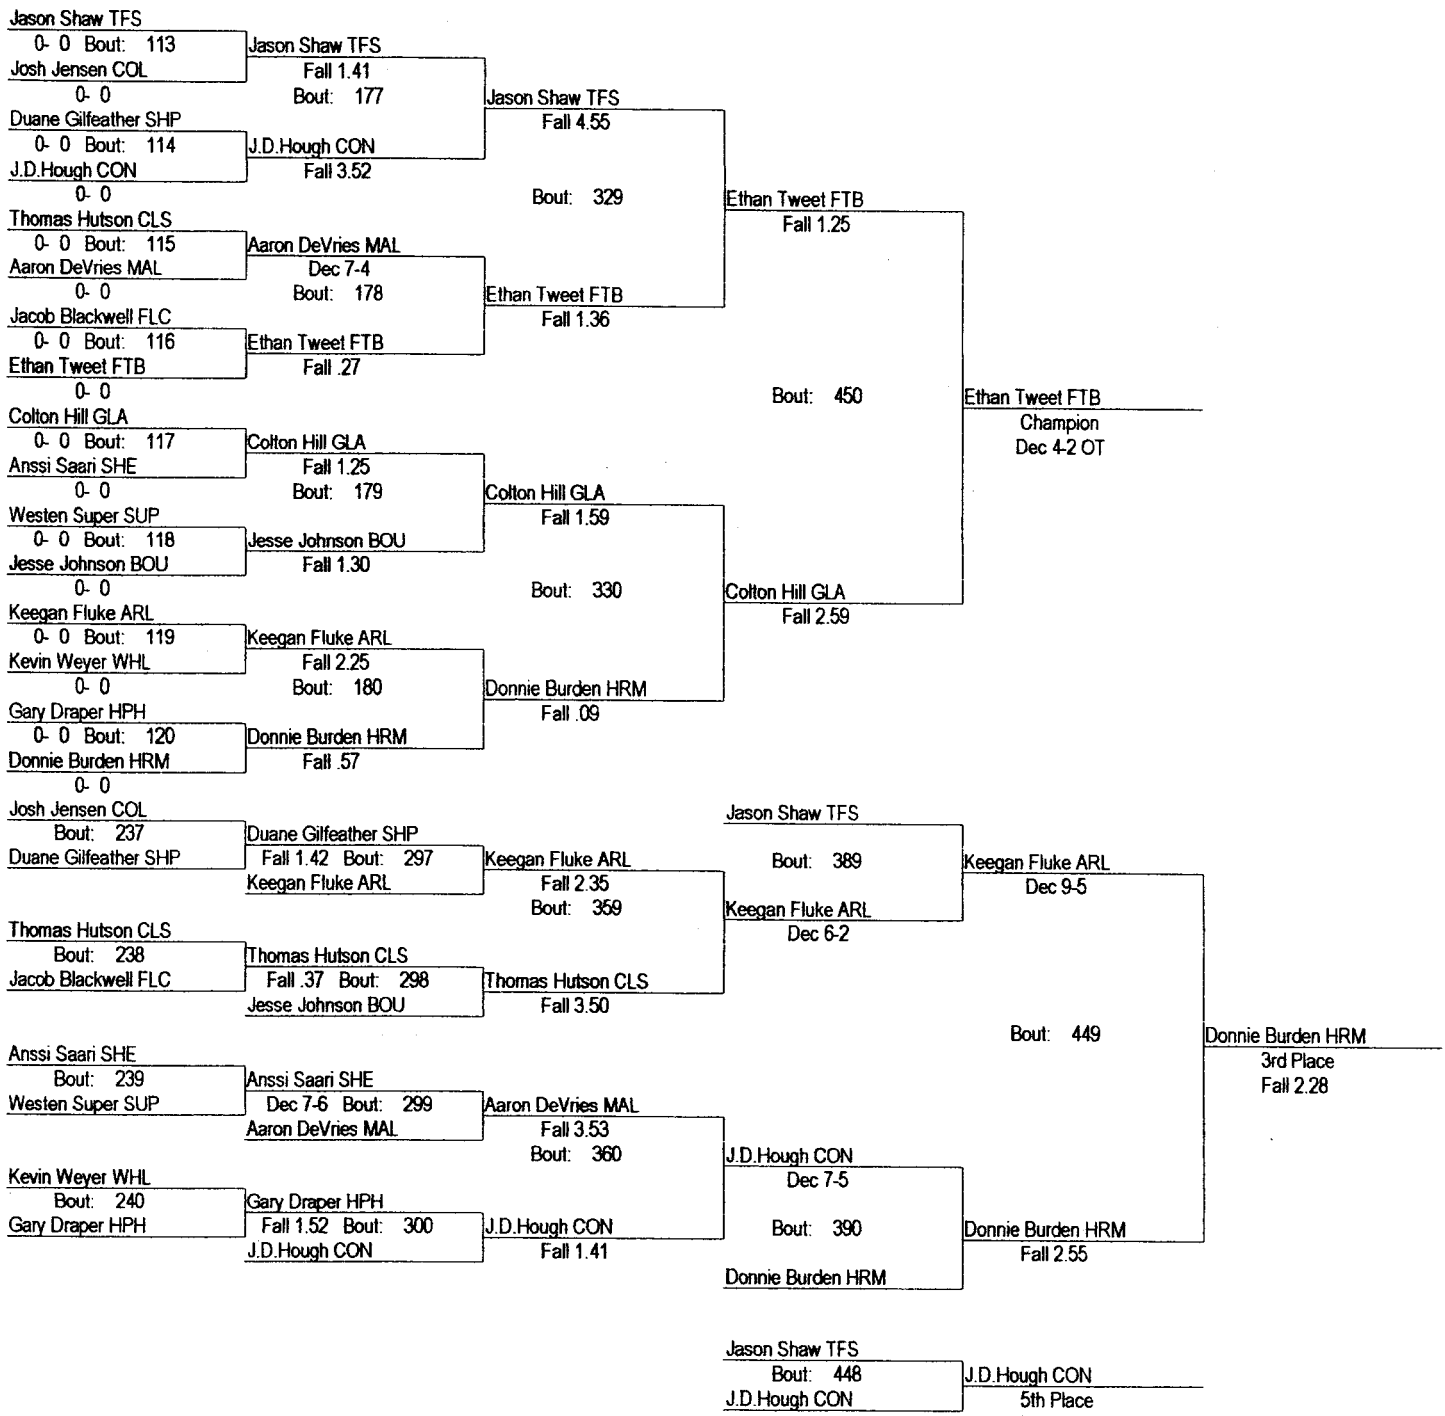 Jason Shaw TFS
0- 0 Bout: 113
Josh Jensen COL
0- 0
Duane Gilfeather SHP
0- 0 Bout: 114
J.D.Hough CON
0- 0
Thomas Hutson CLS
0- 0 Bout: 115
Aaron DeVries MAL
0- 0
Jacob Blackwell FLC
0- 0 Bout: 116
Ethan Tweet FTB
0- 0
Colton Hill GLA
0- 0 Bout: 117
Anssi Saari SHE
0- 0
Westen Super SUP
0- 0 Bout: 118
Jesse Johnson BOU
0- 0
Keegan Fluke ARL
0- 0 Bout: 119
Kevin Weyer WHL
0- 0
Gary Draper HPH
0- 0 Bout: 120
Donnie Burden HRM
0- 0
Jason Shaw TFS
Fall 1.41
Bout: 177
J.D.Hough CON
Fall 3.52
Aaron DeVries MAL
Dec 7-4
Bout: 178
Ethan Tweet FTB
Fall .27
Colton Hill GLA
Fall 1.25
Bout: 179
Jesse Johnson BOU
Fall 1.30
Keegan Fluke ARL
Fall 2.25
Bout: 180
Donnie Burden HRM
Fall .57
Jason Shaw TFS
Fall 4.55
Bout: 329
Ethan Tweet FTB
Fall 1.36
Colton Hill GLA
Fall 1.59
Bout: 330
Donnie Burden HRM
Fall .09
Ethan Tweet FTB
Fall 1.25
Bout: 450
Colton Hill GLA
Fall 2.59
Ethan Tweet FTB
Champion
Dec 4-2 OT
Josh Jensen COL
Bout: 237
Duane Gilfeather SHP
Thomas Hutson CLS
Bout: 238
Jacob Blackwell FLC
Anssi Saari SHE
Bout: 239
Westen Super SUP
Kevin Weyer WHL
Bout: 240
Gary Draper HPH
Duane Gilfeather SHP
Fall 1.42 Bout: 297
Keegan Fluke ARL
Thomas Hutson CLS
Fall .37 Bout: 298
Jesse Johnson BOU
Anssi Saari SHE
Dec 7-6 Bout: 299
Aaron DeVries MAL
Gary Draper HPH
Fall 1.52 Bout: 300
J.D.Hough CON
Keegan Fluke ARL
Fall 2.35
Bout: 359
Thomas Hutson CLS
Fall 3.50
Aaron DeVries MAL
Fall 3.53
Bout: 360
J.D.Hough CON
Fall 1.41
Jason Shaw TFS
Bout: 389
Keegan Fluke ARL
Dec 6-2
J.D.Hough CON
Dec 7-5
Bout: 390
Donnie Burden HRM
Keegan Fluke ARL
Dec 9-5
Bout: 449
Donnie Burden HRM
Fall 2.55
Donnie Burden HRM
3rd Place
Fall 2.28
Jason Shaw TFS
Bout: 448
J.D.Hough CON
J.D.Hough CON
5th Place